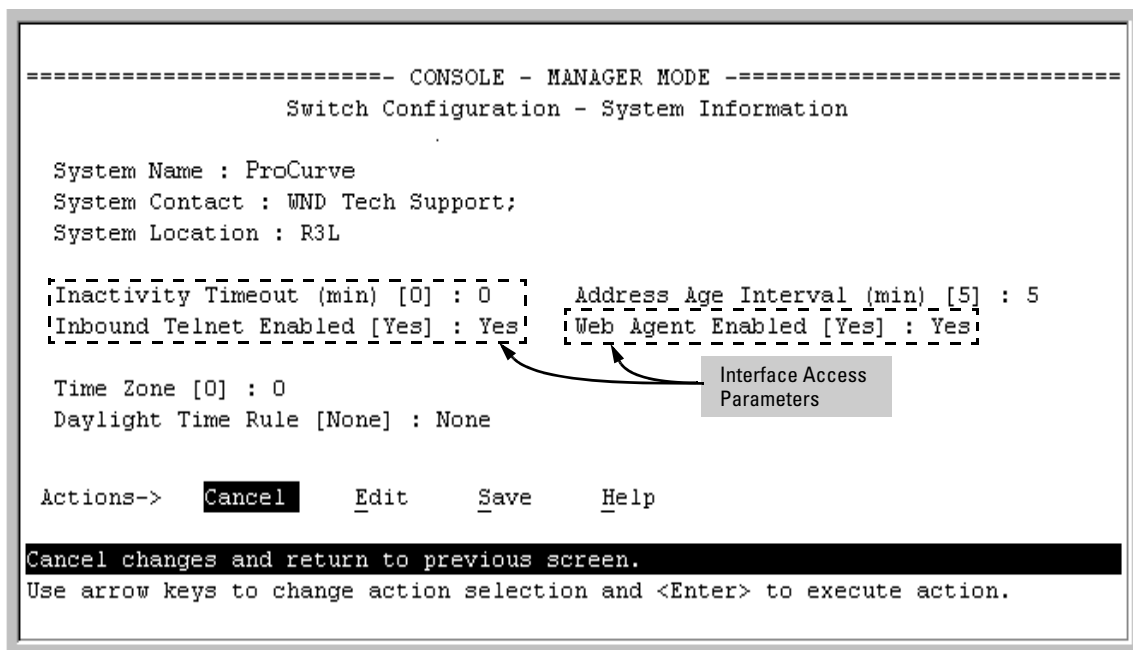 ===========================- CONSOLE - MANAGER MODE -============================
Switch Configuration - System Information
System Name : ProCurve
System Contact : WND Tech Support;
System Location : R3L
Inactivity Timeout (min) [0] : 0 Address Age Interval (min) [5] : 5
Inbound Telnet Enabled [Yes] : Yes Web Agent Enabled [Yes] : Yes
Interface Access
Parameters
Time Zone [0] : 0
Daylight Time Rule [None] : None
Actions-> Cancel Edit Save Help
Cancel changes and return to previous screen.
Use arrow keys to change action selection and <Enter> to execute action.